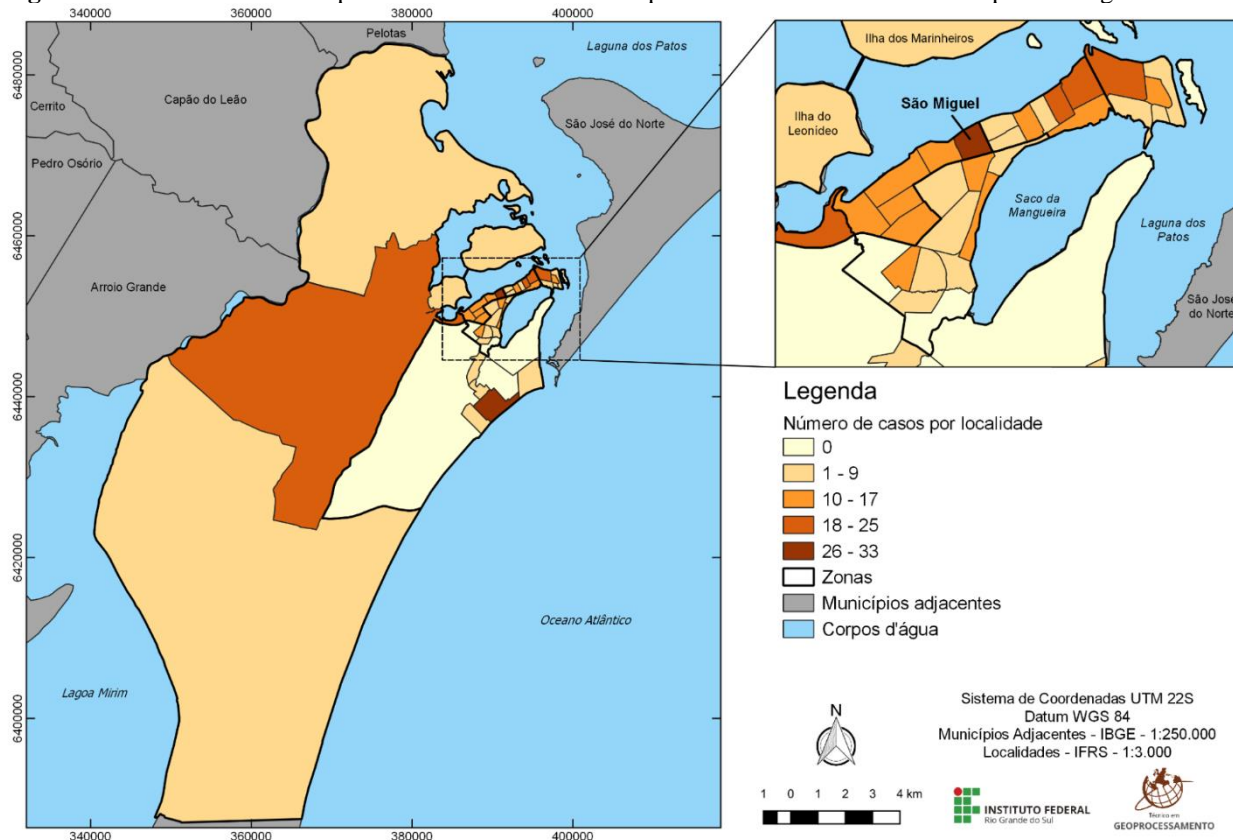 340000 360000 380000 400000
6480000
6460000
6440000
6420000
6400000
Pelotas
Laguna dos Patos
Capão do Leão
Cerrito
São José do Norte
Pedro Osório
Arroio Grande
Oceano Atlântico
Lagoa Mirim
340000 360000 380000 400000
Ilha dos Marinheiros
São Miguel
Ilha do
Leonídeo
Saco da
Mangueira
Laguna dos
Patos
São José
do Norte
Legenda
Número de casos por localidade
0
1 - 9
10 - 17
18 - 25
26 - 33
Zonas
Municípios adjacentes
Corpos d'água
N
1 0 1 2 3 4 km
Sistema de Coordenadas UTM 22S
Datum WGS 84
Municípios Adjacentes - IBGE - 1:250.000
Localidades - IFRS - 1:3.000
INSTITUTO FEDERAL
Rio Grande do Sul
Técnico em
GEOPROCESSAMENTO